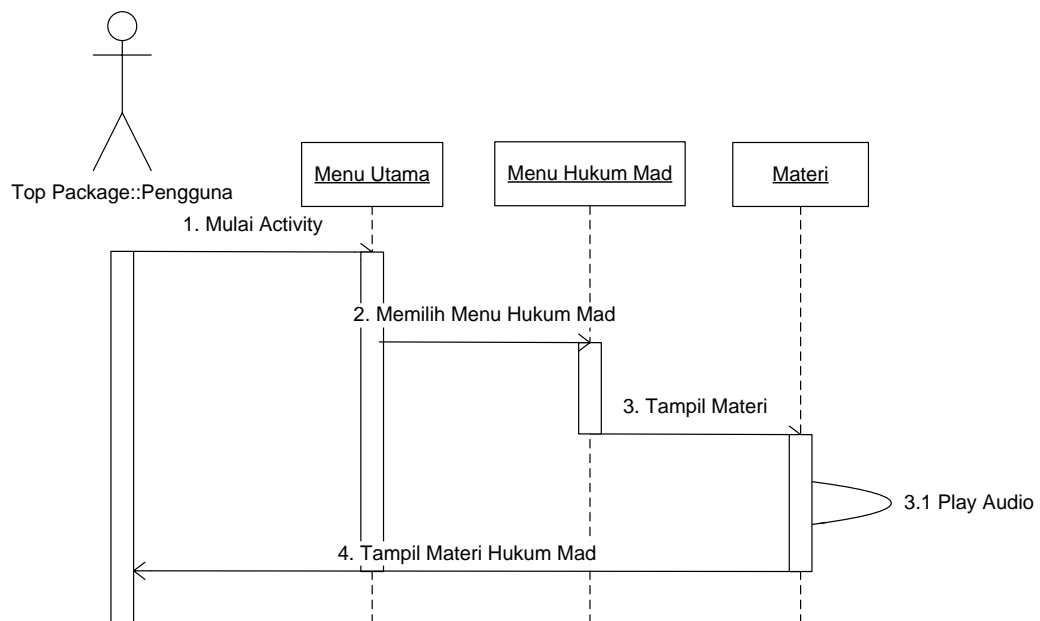 Top Package::Pengguna
Menu Utama
Menu Hukum Mad
Materi
1. Mulai Activity
2. Memilih Menu Hukum Mad
3. Tampil Materi
3.1 Play Audio
4. Tampil Materi Hukum Mad